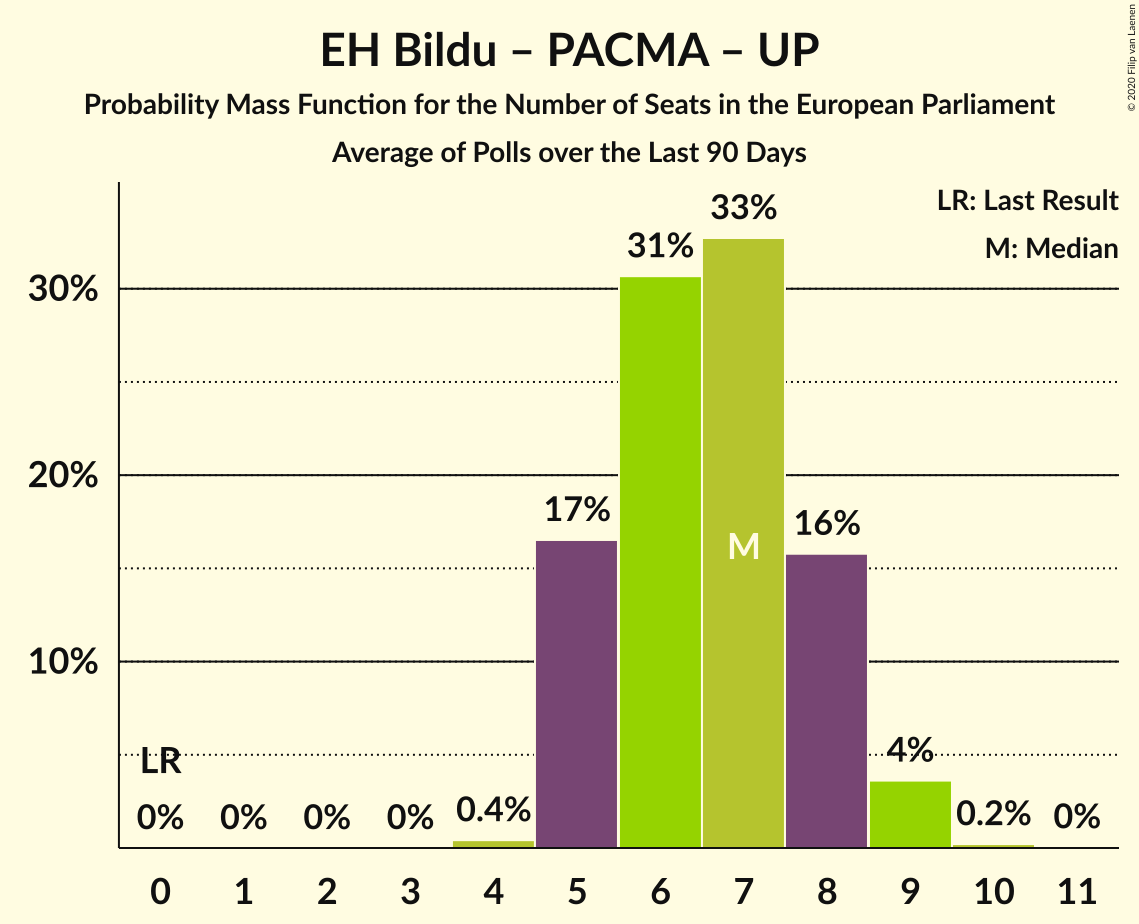 EH Bildu – PACMA – UP
Probability Mass Function for the Number of Seats in the European Parliament
Average of Polls over the Last 90 Days
© 2020 Filip van Laenen
LR: Last Result
M: Median
33%
31%
30%
20%
17%
16%
M
10%
LR
4%
0% 0% 0% 0% 0.4% 0.2% 0%
0 1 2 3 4 5 6 7 8 9 10 11